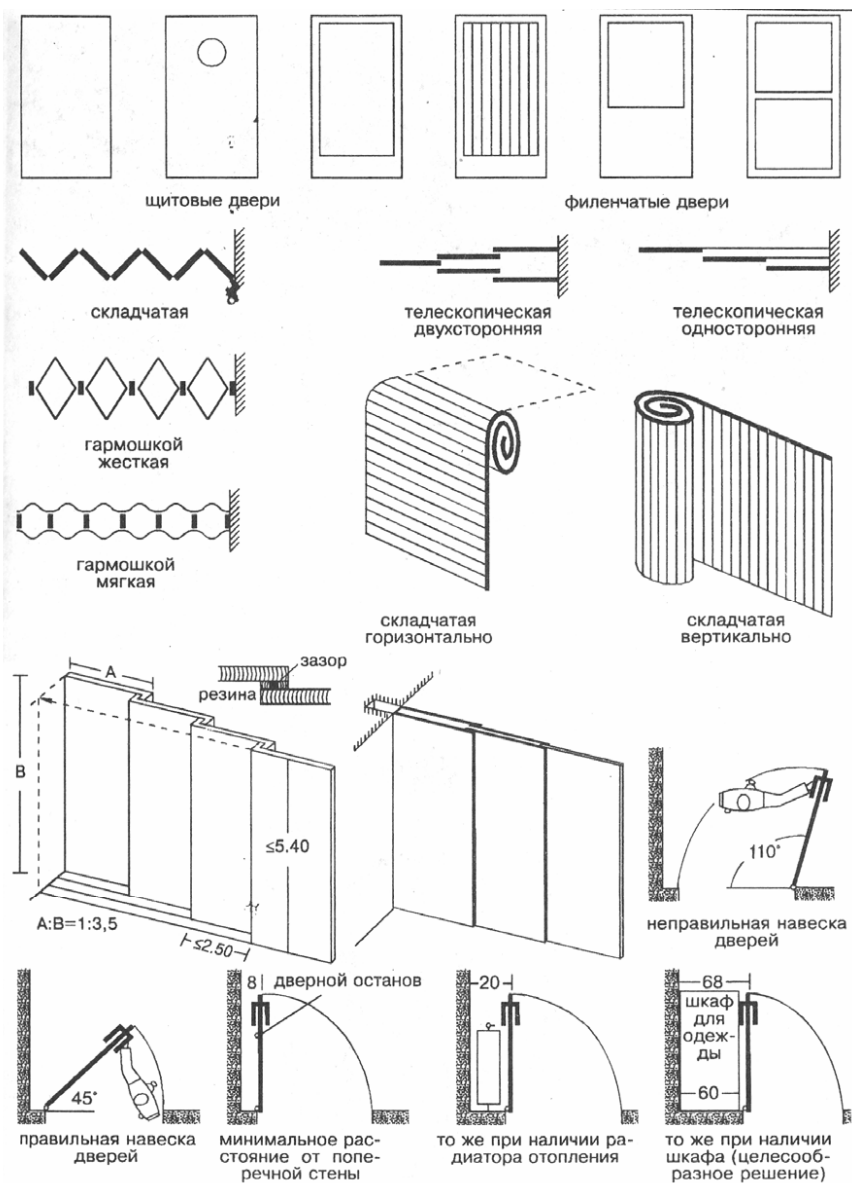 щитовые двери
филенчатые двери
складчатая
телескопическая
двухсторонняя
телескопическая
односторонняя
гармошкой
жесткая
гармошкой
мягкая
складчатая
горизонтально
складчатая
вертикально
A
зазор
резина
B
≤5.40
A:B=1:3,5
≤2.50
110°
неправильная навеска
дверей
45°
правильная навеска
дверей
8
дверной останов
минимальное рас-
стояние от попе-
речной стены
20
то же при наличии ра-
диатора отопления
68
шкаф
для
одеж-
ды
60
то же при наличии
шкафа (целесооб-
разное решение)